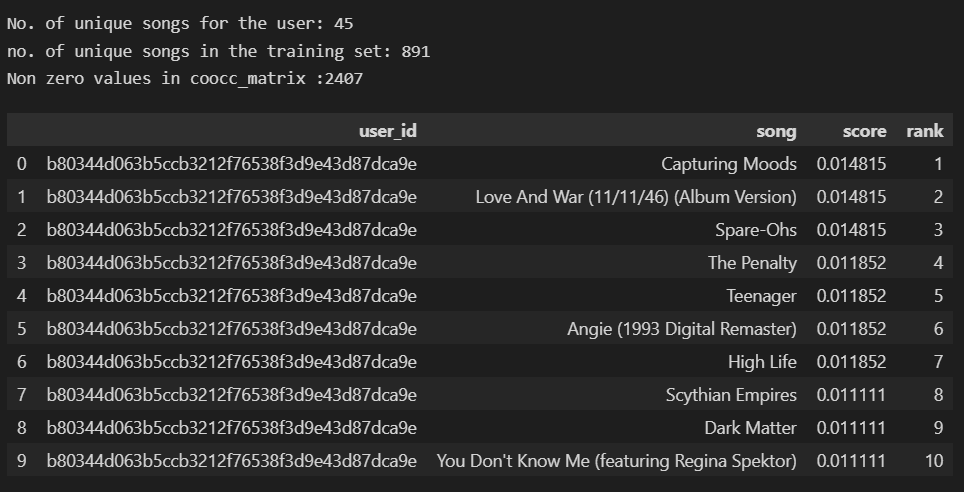 No. of unique songs for the user: 45
no. of unique songs in the training set: 891
Non zero values in coocc_matrix :2407
user_id song score rank
0 b80344d063b5ccb3212f76538f3d9e43d87dca9e Capturing Moods 0.014815 1
1 b80344d063b5ccb3212f76538f3d9e43d87dca9e Love And War (11/11/46) (Album Version) 0.014815 2
2 b80344d063b5ccb3212f76538f3d9e43d87dca9e Spare-Ohs 0.014815 3
3 b80344d063b5ccb3212f76538f3d9e43d87dca9e The Penalty 0.011852 4
4 b80344d063b5ccb3212f76538f3d9e43d87dca9e Teenager 0.011852 5
5 b80344d063b5ccb3212f76538f3d9e43d87dca9e Angie (1993 Digital Remaster) 0.011852 6
6 b80344d063b5ccb3212f76538f3d9e43d87dca9e High Life 0.011852 7
7 b80344d063b5ccb3212f76538f3d9e43d87dca9e Scythian Empires 0.011111 8
8 b80344d063b5ccb3212f76538f3d9e43d87dca9e Dark Matter 0.011111 9
9 b80344d063b5ccb3212f76538f3d9e43d87dca9e You Don't Know Me (featuring Regina Spektor) 0.011111 10